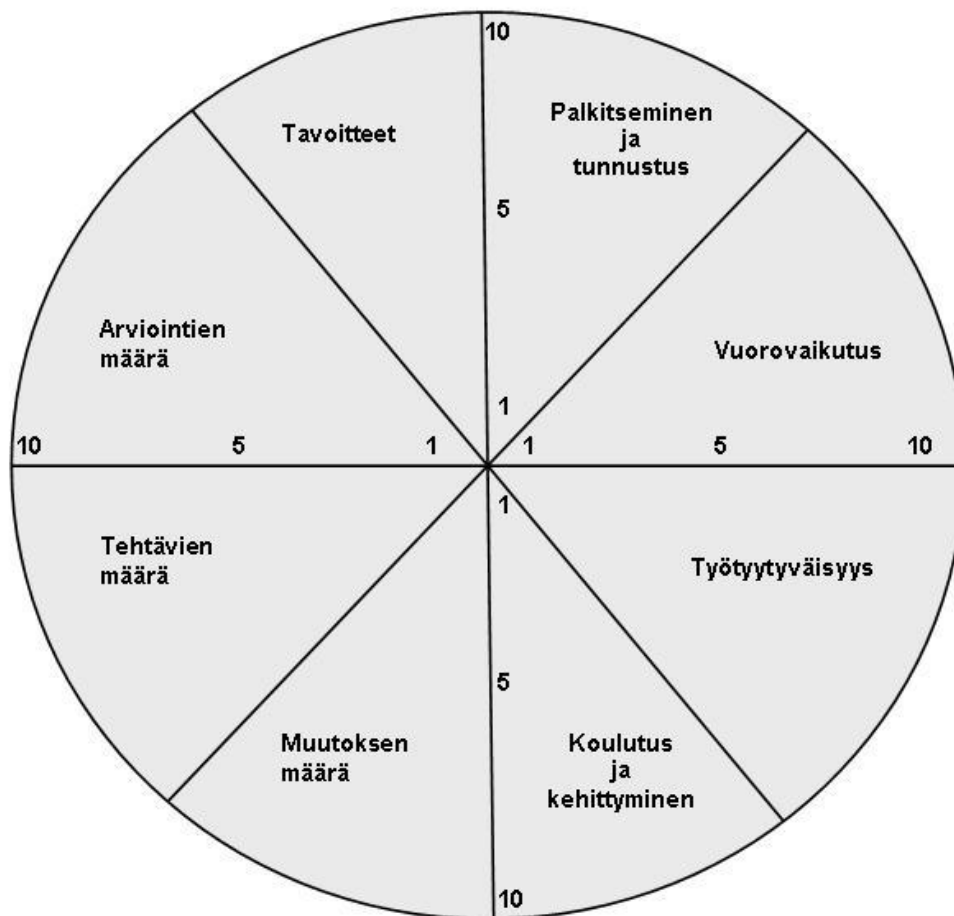 10
Tavoitteet
Palkitseminen
ja
tunnustus
5
Arviointien
määrä
Vuorovaikutus
1
10 5 1 1 5 10
1
Tehtävien
määrä
Työtyytyväisyys
5
Muutoksen
määrä
Koulutus
ja
kehittyminen
10